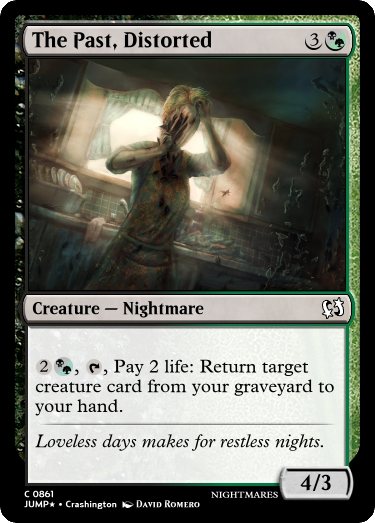 The Past, Distorted 3
Creature — Nightmare
2 , , Pay 2 life: Return target
creature card from your graveyard to
your hand.
Loveless days makes for restless nights.
4/3
C 0861
JUMP★ • Crashington DAVID ROMERO
NIGHTMARES